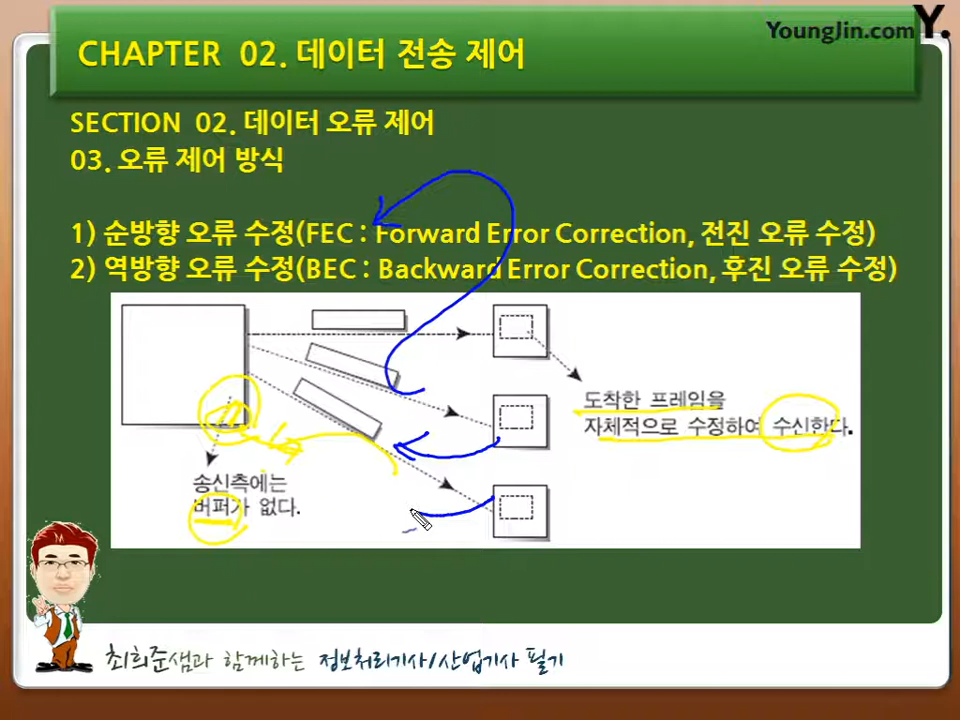 YoungJin.com Y.
CHAPTER 02. 데이터 전송 제어
SECTION 02. 데이터 오류 제어
03. 오류 제어 방식
1) 순방향 오류 수정(FEC : Forward Error Correction, 전진 오류 수정)
2) 역방향 오류 수정(BEC : Backward Error Correction, 후진 오류 수정)
도착한 프레임을
자체적으로 수정하여 수신한다.
송신측에는
버퍼가 없다.
최희준샘과 함께하는 정보처리기사/산업기사 필기